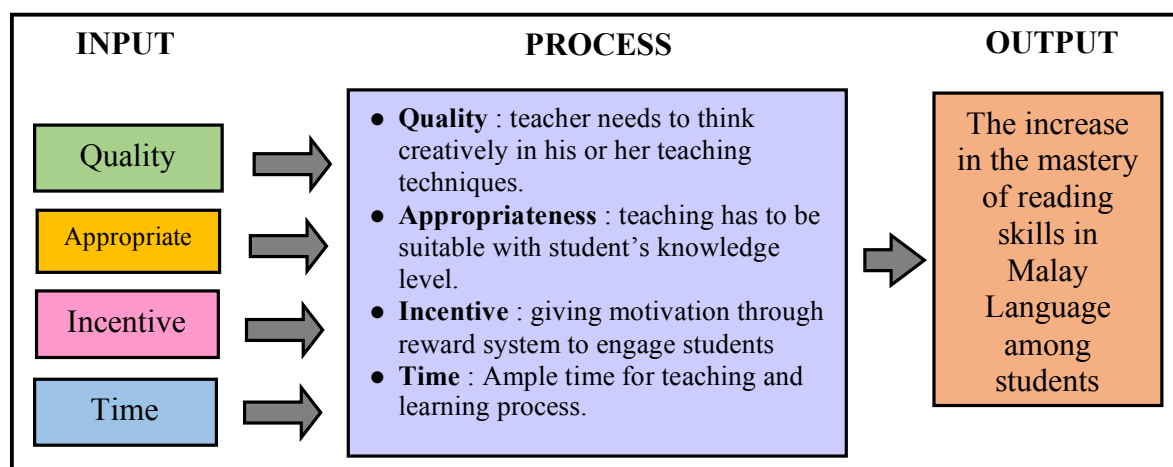 INPUT
PROCESS
OUTPUT
Quality
Appropriate
Incentive
Time
● Quality : teacher needs to think
creatively in his or her teaching
techniques.
● Appropriateness : teaching has to be
suitable with student’s knowledge
level.
● Incentive : giving motivation through
reward system to engage students
● Time : Ample time for teaching and
learning process.
The increase
in the mastery
of reading
skills in
Malay
Language
among
students